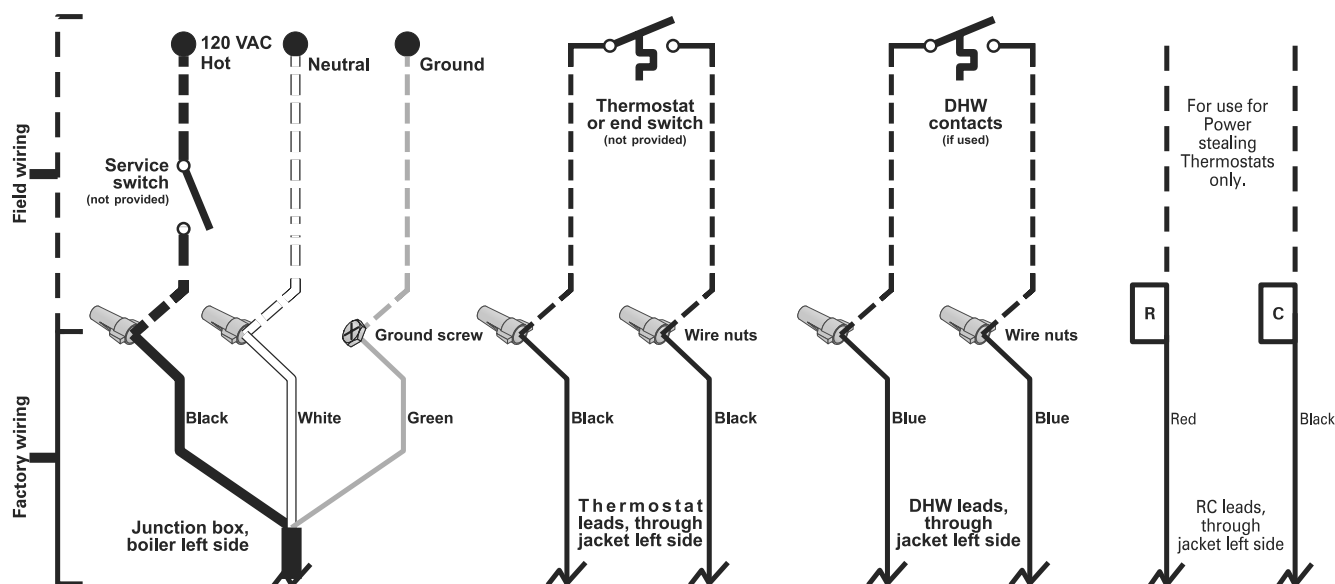 120 VAC
Hot
Neutral
Ground
Service
switch
(not provided)
Thermostat
or end switch
(not provided)
DHW
contacts
(if used)
For use for
Power
stealing
Thermostats
only.
Field wiring
Ground screw
Wire nuts
Wire nuts
R
C
Factory wiring
Black
White
Green
Black
Black
Blue
Blue
Red
Black
Junction box,
boiler left side
Thermostat
leads, through
jacket left side
DHW leads,
through
jacket left side
RC leads,
through
jacket left side